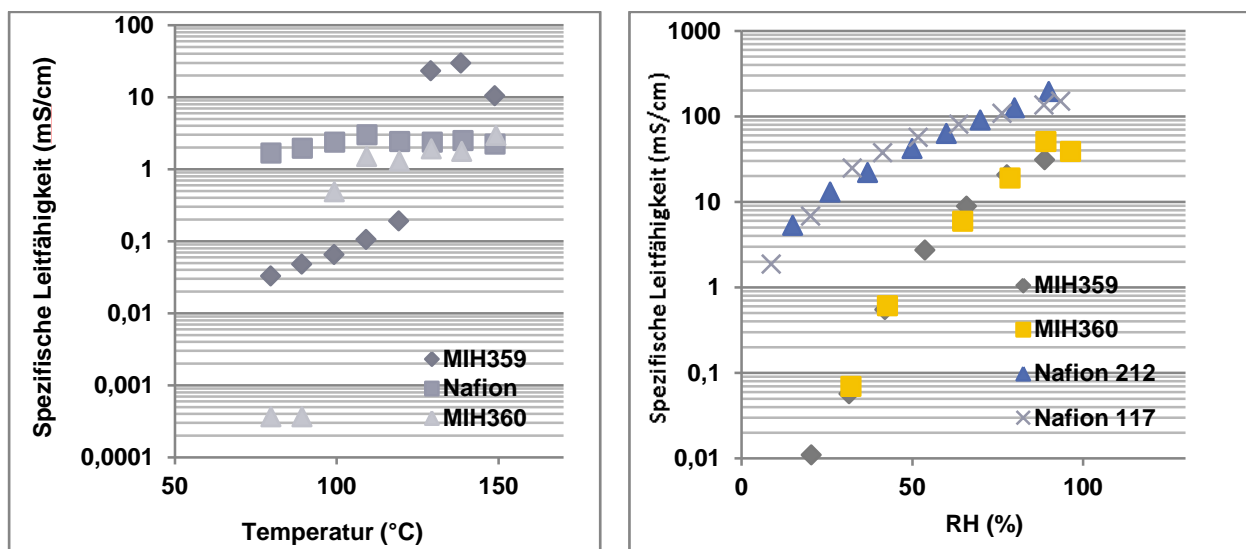 Spezifische Leitfähigkeit (mS/cm)
100
10
1
0,1
0,01
0,001
0,0001
50
100
150
Temperatur (°C)
MIH359
Nafion
MIH360
Spezifische Leitfähigkeit (mS/cm)
1000
100
10
1
0,1
0,01
0
50
100
RH (%)
MIH359
MIH360
Nafion 212
Nafion 117